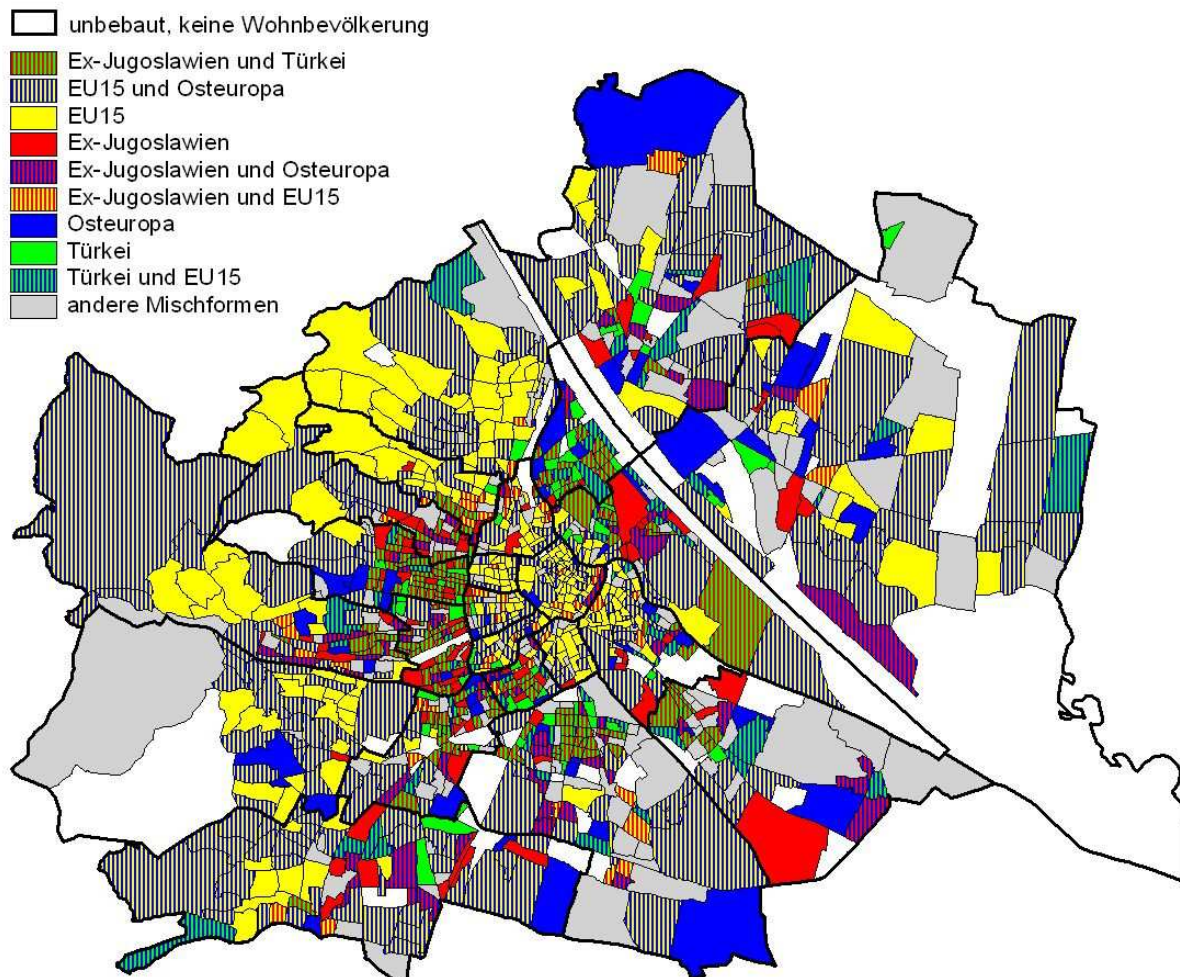 unbebaut, keine Wohnbevölkerung
Ex-Jugoslawien und Türkei
EU15 und Osteuropa
EU15
Ex-Jugoslawien
Ex-Jugoslawien und Osteuropa
Ex-Jugoslawien und EU15
Osteuropa
Türkei
Türkei und EU15
andere Mischformen